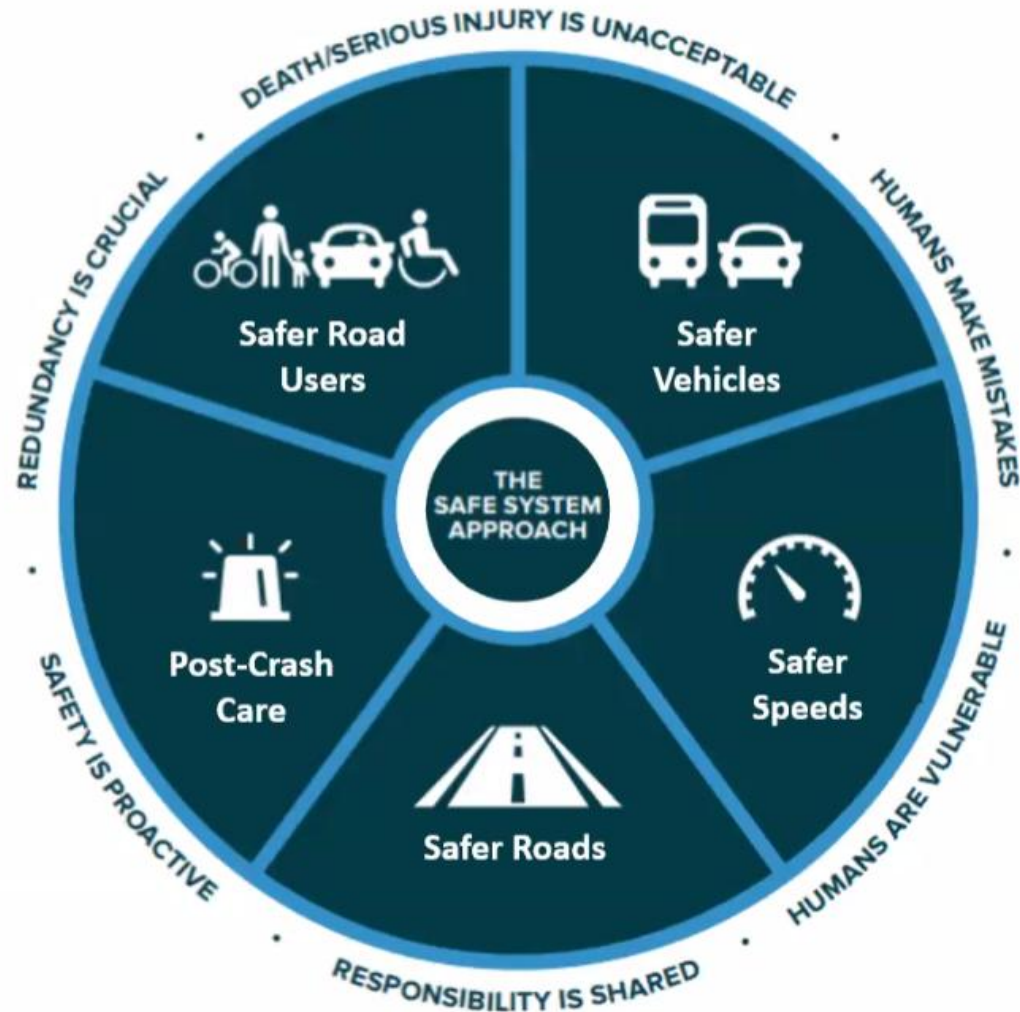 DEATH/SERIOUS INJURY IS UNACCEPTABLE
HUMANS MAKE MISTAKES
HUMANS ARE VULNERABLE
RESPONSIBILITY IS SHARED
SAFETY IS PROACTIVE
REDUNDANCY IS CRUCIAL
Safer Road
Users
Safer
Vehicles
THE
SAFE SYSTEM
APPROACH
Post-Crash
Care
Safer
Speeds
Safer Roads